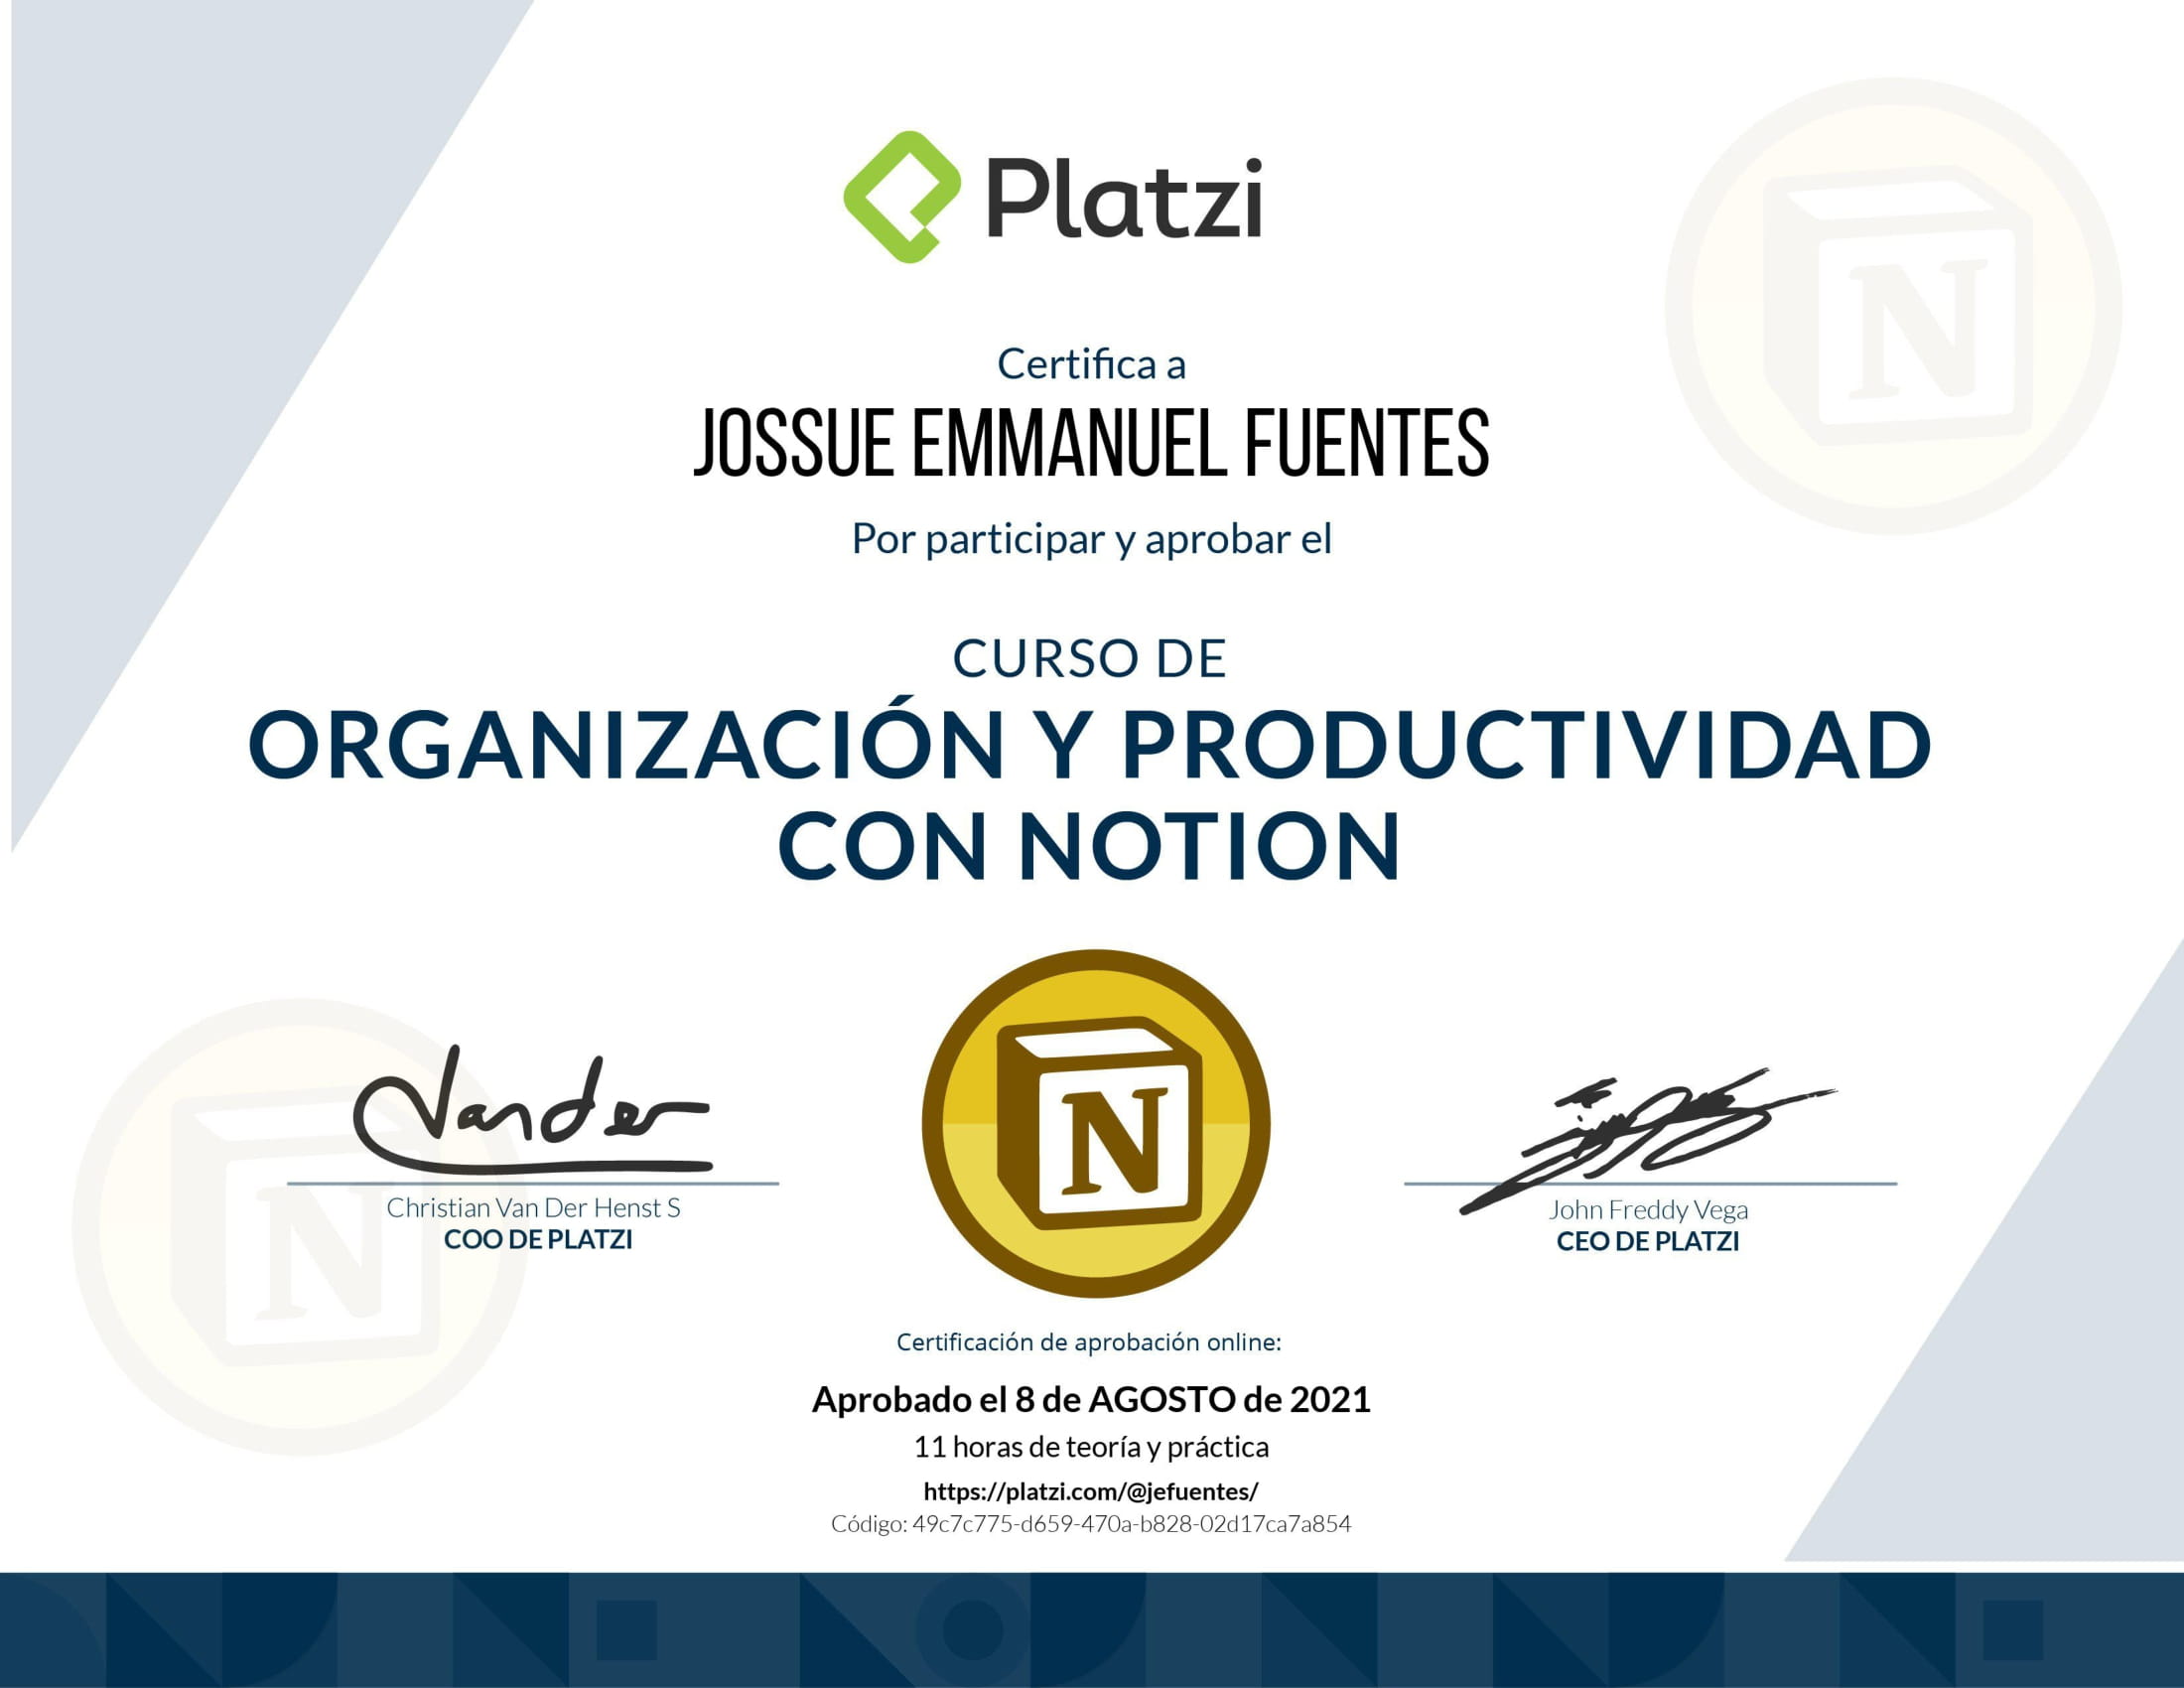 Platzi
Certifica a
JOSSUE EMMANUEL FUENTES
Por participar y aprobar el
CURSO DE
ORGANIZACIÓN Y PRODUCTIVIDAD
CON NOTION
N
N
N
Vander
Christian Van Der Henst S
COO DE PLATZI
John Freddy Vega
CEO DE PLATZI
Certificación de aprobación online:
Aprobado el 8 de AGOSTO de 2021
11 horas de teoría y práctica
https://platzi.com/@jefuentes/
Código: 49c7c775-d659-470a-b828-02d17ca7a854